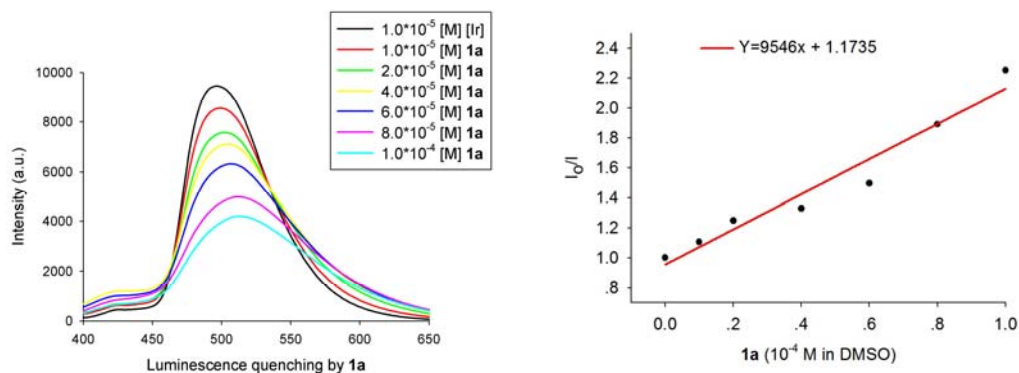 1.0*10⁻⁵ [M] [Ir]
1.0*10⁻⁵ [M] 1a
2.0*10⁻⁵ [M] 1a
4.0*10⁻⁵ [M] 1a
6.0*10⁻⁵ [M] 1a
8.0*10⁻⁵ [M] 1a
1.0*10⁻⁴ [M] 1a
10000
8000
6000
4000
2000
0
Intensity (a.u.)
400 450 500 550 600 650
Luminescence quenching by 1a
Y=9546x + 1.1735
2.4
2.2
2.0
1.8
1.6
1.4
1.2
1.0
.8
I₀/I
0.0 .2 .4 .6 .8 1.0
1a (10⁻⁴ M in DMSO)